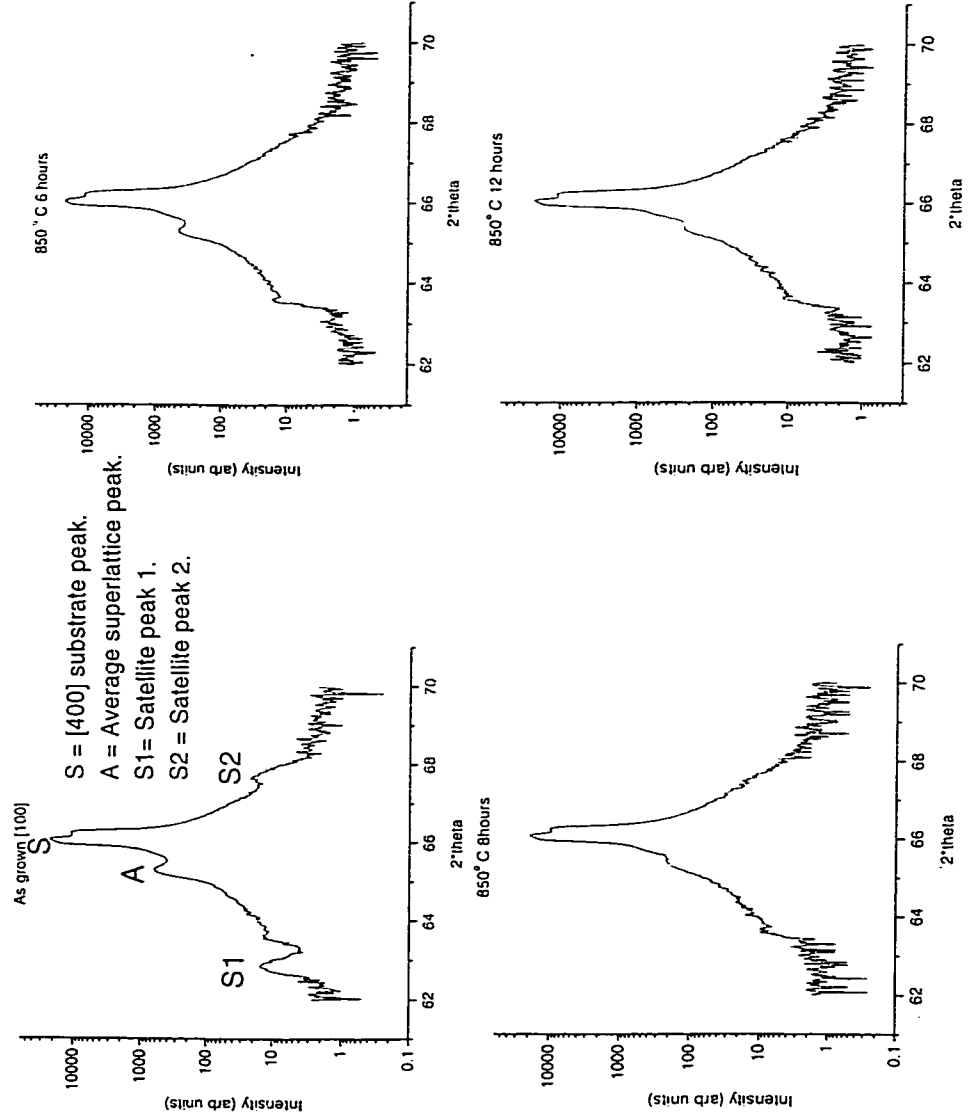 As grown [100]
S
A
S1
S2
S = [400] substrate peak.
A = Average superlattice peak.
S1= Satellite peak 1.
S2 = Satellite peak 2.
Intensity (arb units)
10000
1000
100
10
1
0.1
62
64
66
68
70
2*theta
850°C 6 hours
Intensity (arb units)
10000
1000
100
10
1
62
64
66
68
70
2*theta
850°C 8hours
Intensity (arb units)
10000
1000
100
10
1
0.1
62
64
66
68
70
2*theta
850°C 12 hours
Intensity (arb units)
10000
1000
100
10
1
62
64
66
68
70
2*theta